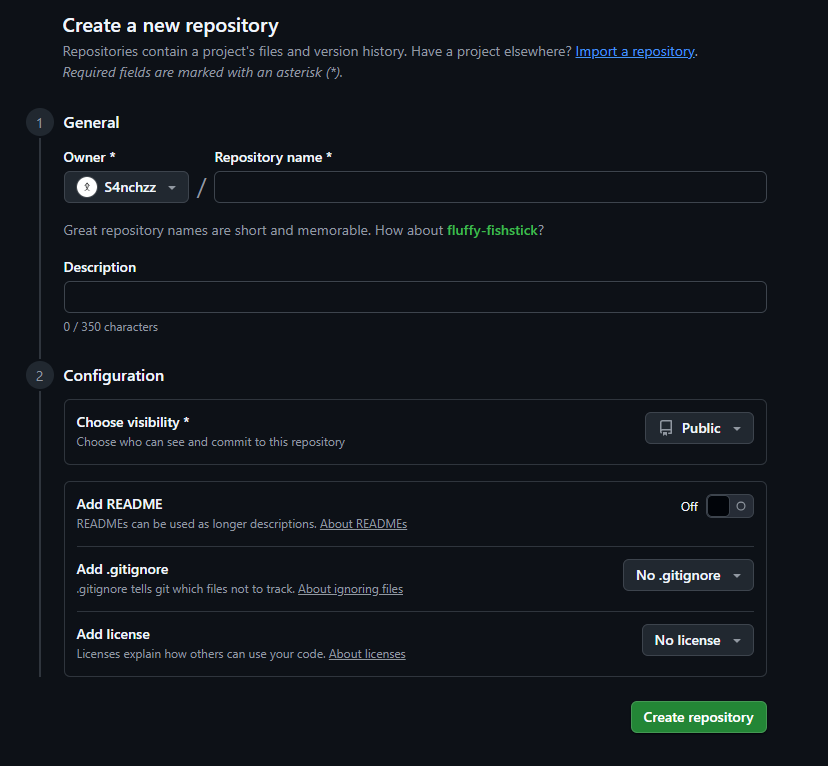 Create a new repository
Repositories contain a project's files and version history. Have a project elsewhere? Import a repository.
Required fields are marked with an asterisk (*).
1 General
Owner * Repository name *
S4nchzz /
Great repository names are short and memorable. How about fluffy-fishstick?
Description
0 / 350 characters
2 Configuration
Choose visibility *
Choose who can see and commit to this repository
Public
Add README
READMEs can be used as longer descriptions. About READMEs
Off
Add .gitignore
.gitignore tells git which files not to track. About ignoring files
No .gitignore
Add license
Licenses explain how others can use your code. About licenses
No license
Create repository